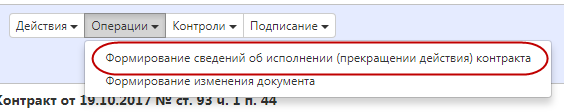 Действия Операции Контроли Подписание
Формирование сведений об исполнении (прекращении действия) контракта
Формирование изменения документа
Контракт от 19.10.2017 № ст. 93 ч. 1 п. 44